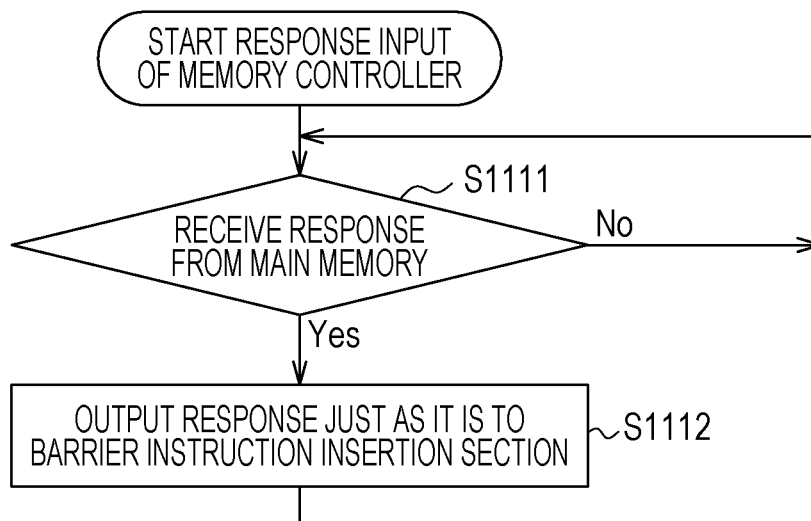 START RESPONSE INPUT
OF MEMORY CONTROLLER
S1111
RECEIVE RESPONSE
FROM MAIN MEMORY
No
Yes
OUTPUT RESPONSE JUST AS IT IS TO
BARRIER INSTRUCTION INSERTION SECTION
S1112